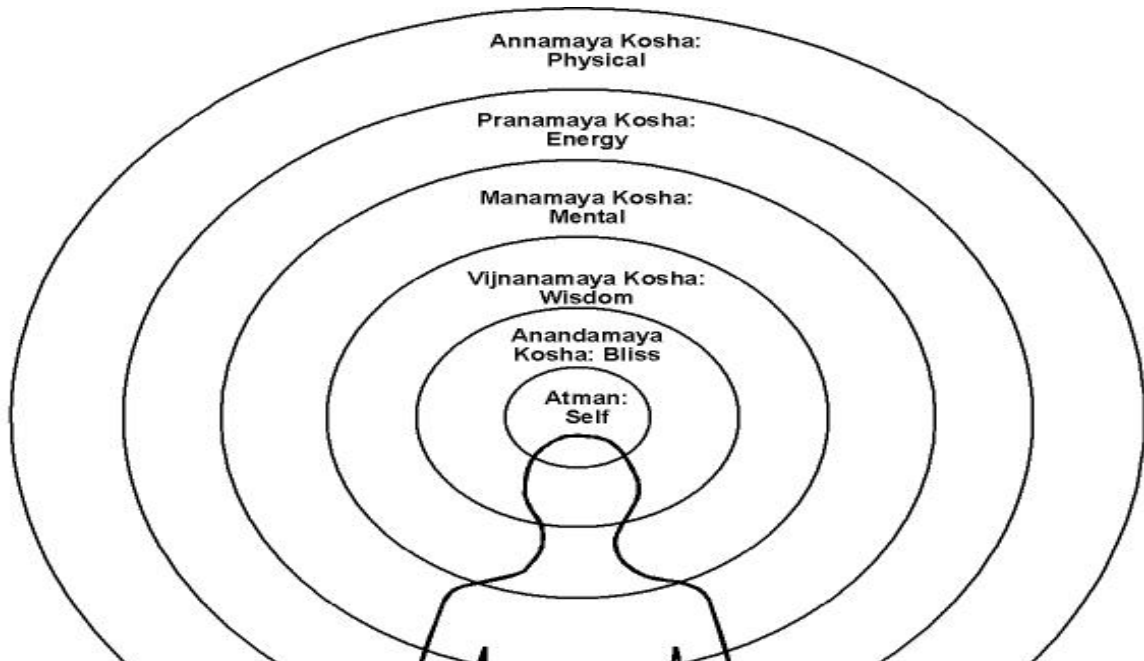 Annamaya Kosha:
Physical
Pranamaya Kosha:
Energy
Manamaya Kosha:
Mental
Vijnanamaya Kosha:
Wisdom
Anandamaya
Kosha: Bliss
Atman:
Self